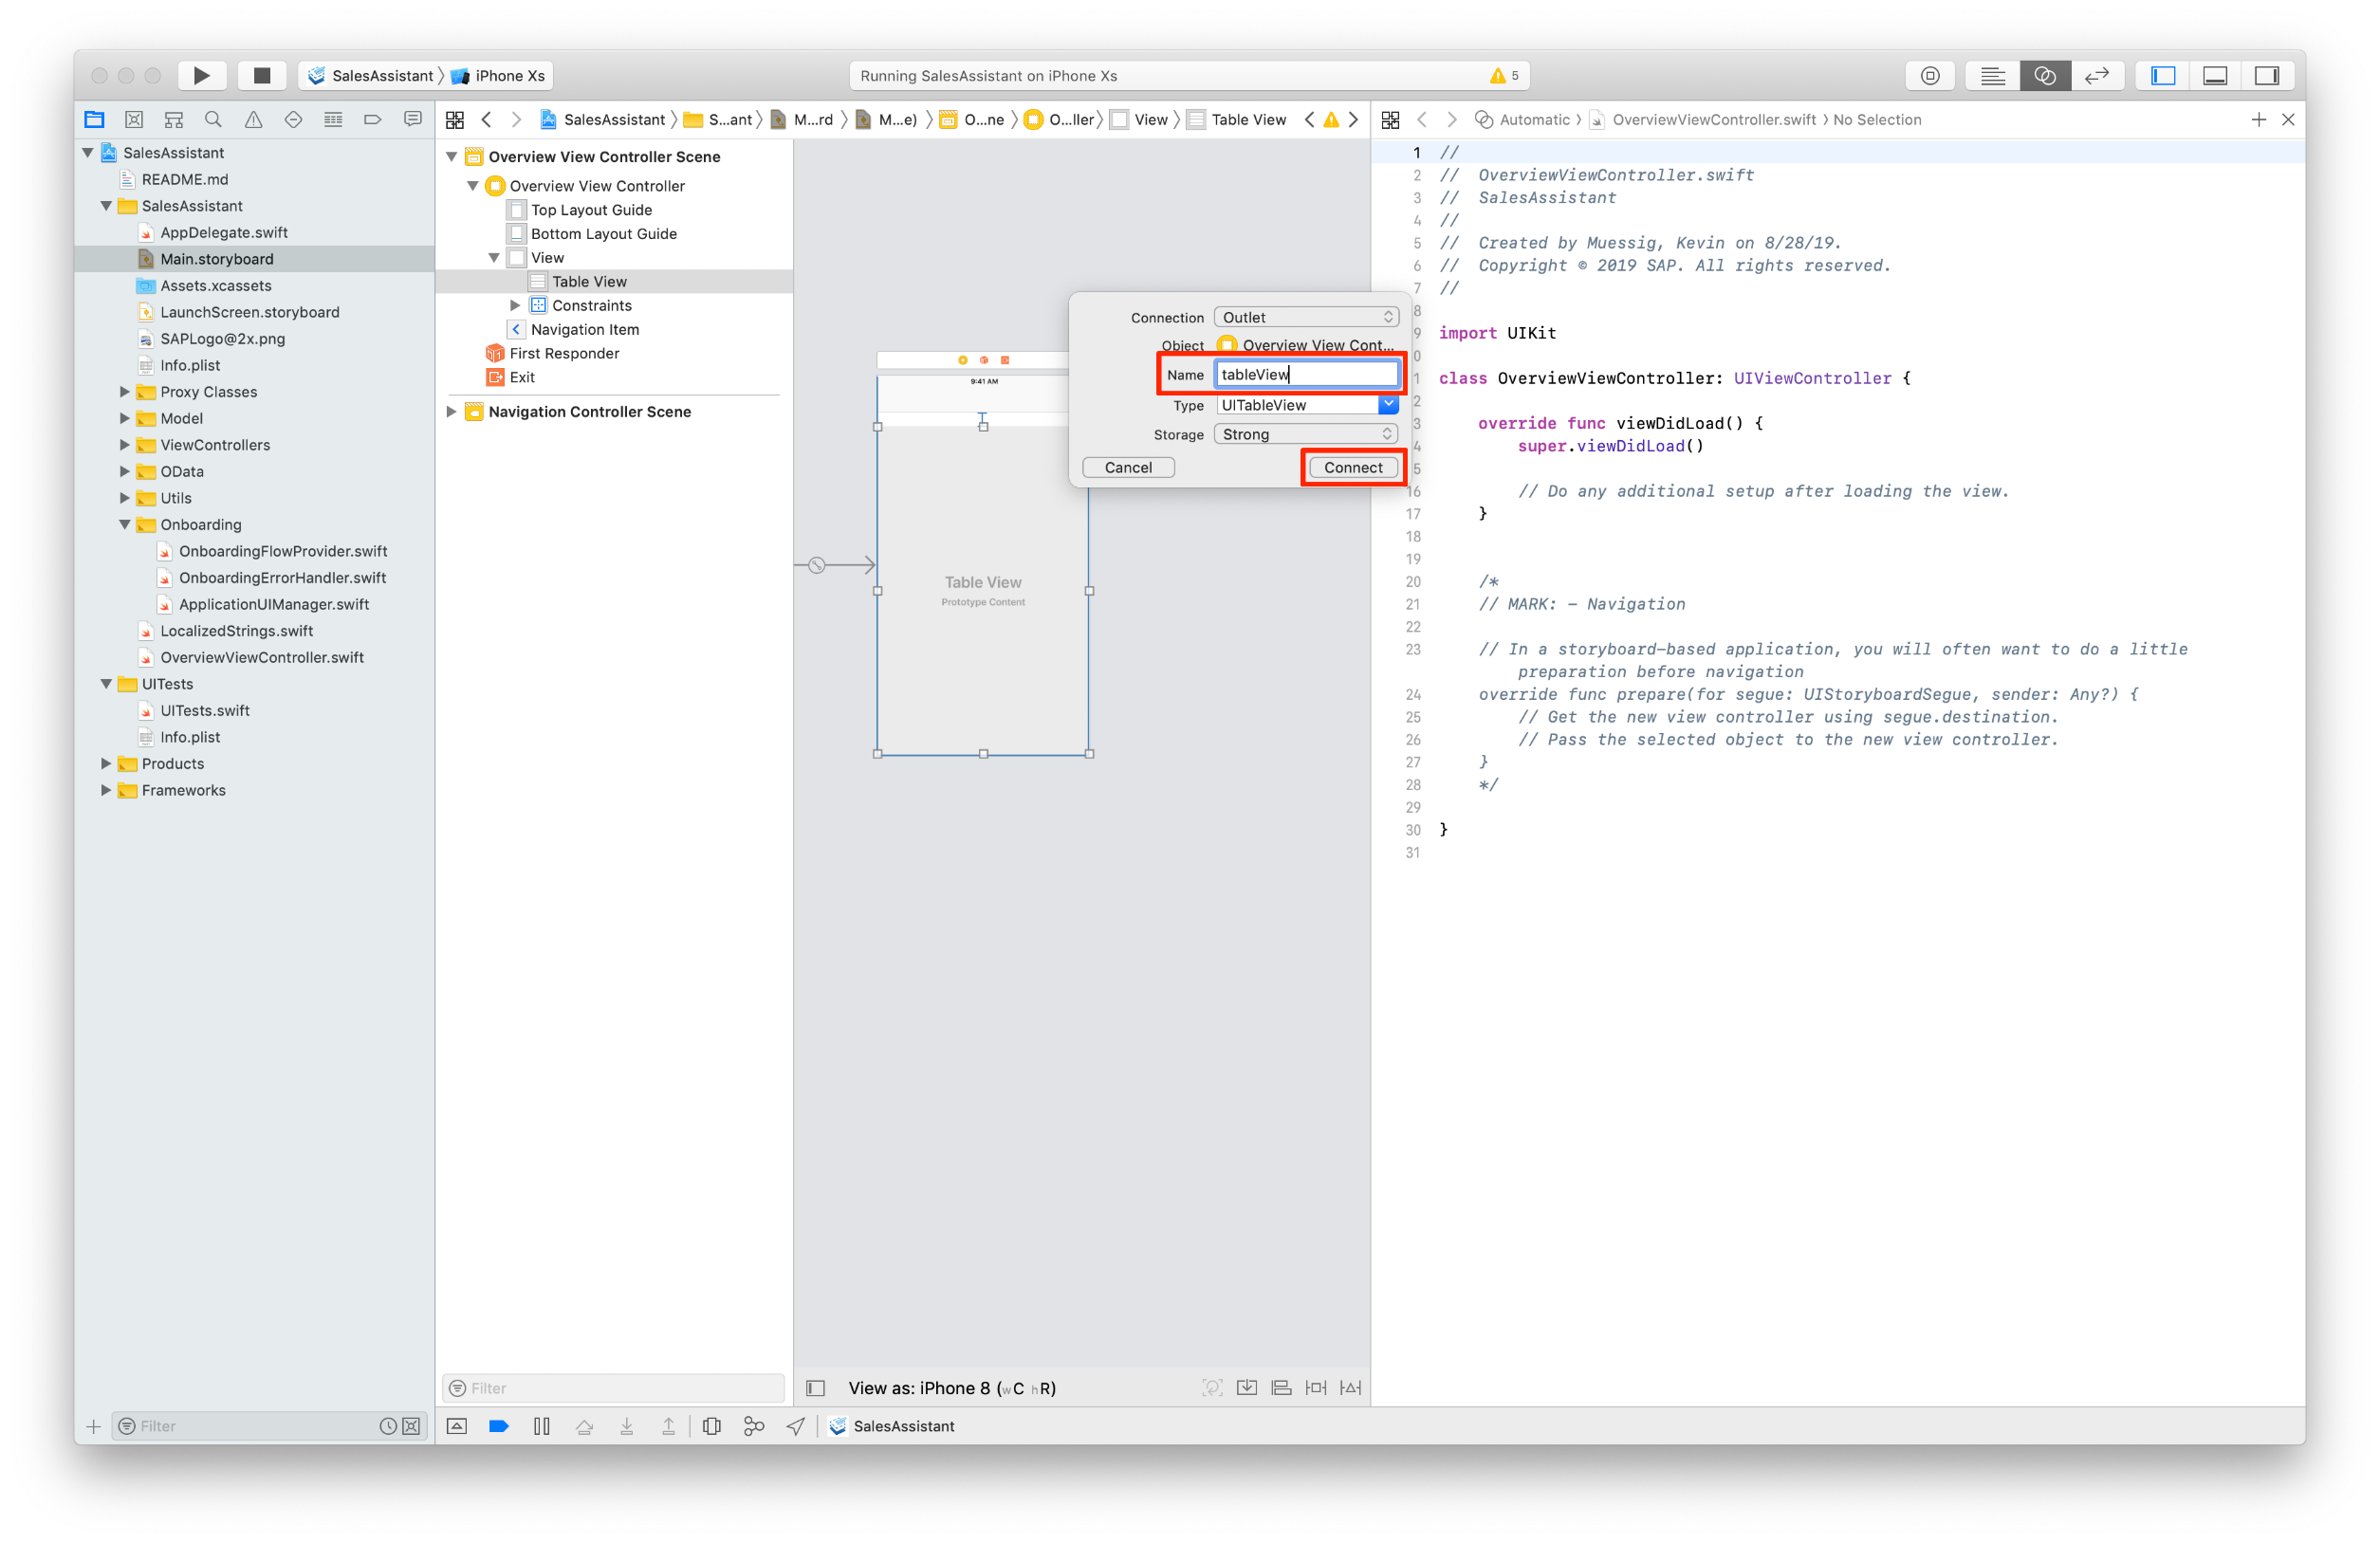 SalesAssistant
iPhone Xs
Running SalesAssistant on iPhone Xs
5
SalesAssistant
README.md
SalesAssistant
AppDelegate.swift
Main.storyboard
Assets.xcassets
LaunchScreen.storyboard
SAPLogo@2x.png
Info.plist
Proxy Classes
Model
ViewControllers
OData
Utils
Onboarding
OnboardingFlowProvider.swift
OnboardingErrorHandler.swift
ApplicationUIManager.swift
LocalizedStrings.swift
OverviewViewController.swift
UITests
UITests.swift
Info.plist
Products
Frameworks
Filter
SalesAssistant
S...ant
M...rd
M...e)
O...ne
O...ller
View
Table View
Overview View Controller Scene
Overview View Controller
Top Layout Guide
Bottom Layout Guide
View
Table View
Constraints
Navigation Item
First Responder
Exit
Navigation Controller Scene
Filter
9:41 AM
Table View
Prototype Content
Connection Outlet
Object Overview View Cont...
Name tableView
Type UITableView
Storage Strong
Cancel
Connect
View as: iPhone 8 (wC hR)
SalesAssistant
Automatic
OverviewViewController.swift
No Selection
1 //
2 // OverviewViewController.swift
3 // SalesAssistant
4 //
5 // Created by Muessig, Kevin on 8/28/19.
6 // Copyright © 2019 SAP. All rights reserved.
7 //
8
9 import UIKit
0
1 class OverviewViewController: UIViewController {
2
3 override func viewDidLoad() {
4 super.viewDidLoad()
5
16 // Do any additional setup after loading the view.
17 }
18
19
20 /*
21 // MARK: - Navigation
22
23 // In a storyboard-based application, you will often want to do a little
preparation before navigation
24 override func prepare(for segue: UIStoryboardSegue, sender: Any?) {
25 // Get the new view controller using segue.destination.
26 // Pass the selected object to the new view controller.
27 }
28 */
29
30 }
31